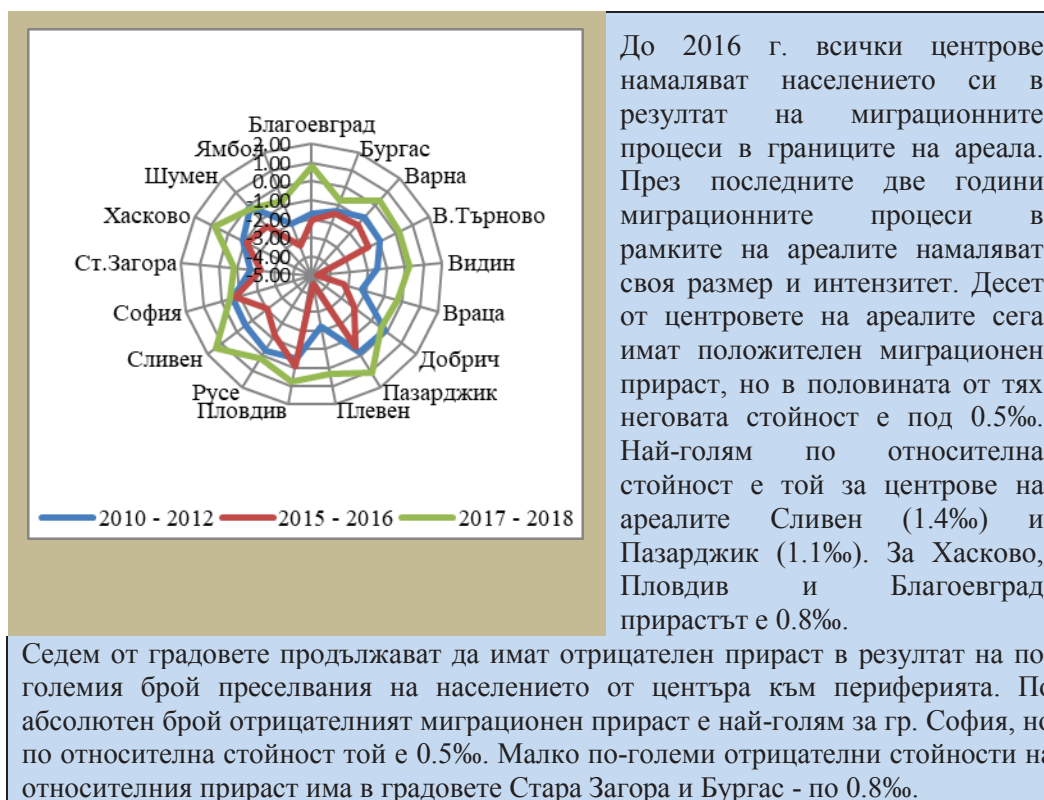 Благоевград
Бургас
Варна
В.Търново
Видин
Враца
Добрич
Пазарджик
Плевен
Пловдив
Русе
Сливен
София
Ст.Загора
Хасково
Шумен
Ямбол
2.00
1.00
0.00
-1.00
-2.00
-3.00
-4.00
-5.00
2010 - 2012
2015 - 2016
2017 - 2018
До 2016 г. всички центрове
намаляват населението си в
резултат на миграционните
процеси в границите на ареала.
През последните две години
миграционните процеси в
рамките на ареалите намаляват
своя размер и интензитет. Десет
от центровете на ареалите сега
имат положителен миграционен
прираст, но в половината от тях
неговата стойност е под 0.5‰.
Най-голям по относителна
стойност е той за центрове на
ареалите Сливен (1.4‰) и
Пазарджик (1.1‰). За Хасково,
Пловдив и Благоевград
прирастът е 0.8‰.
Седем от градовете продължават да имат отрицателен прираст в резултат на по
големия брой преселвания на населението от центъра към периферията. По
абсолютен брой отрицателният миграционен прираст е най-голям за гр. София, но
по относителна стойност той е 0.5‰. Малко по-големи отрицателни стойности на
относителния прираст има в градовете Стара Загора и Бургас - по 0.8‰.